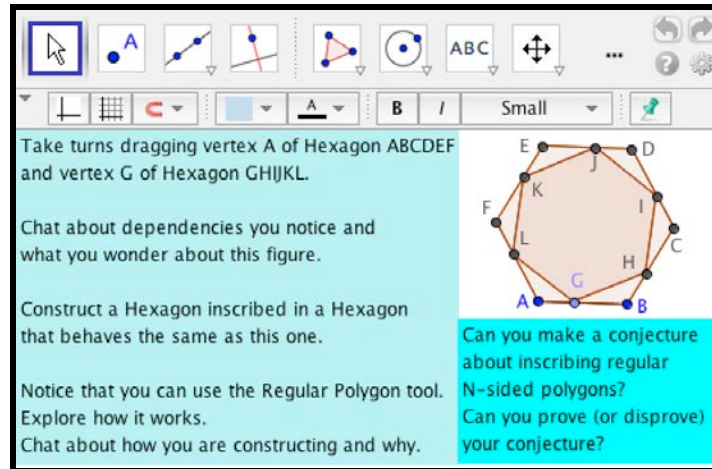 A
ABC
...
A
B
I
Small
Take turns dragging vertex A of Hexagon ABCDEF
and vertex G of Hexagon GHIJKL.
Chat about dependencies you notice and
what you wonder about this figure.
Construct a Hexagon inscribed in a Hexagon
that behaves the same as this one.
Notice that you can use the Regular Polygon tool.
Explore how it works.
Chat about how you are constructing and why.
E
D
J
K
I
F
C
L
H
G
A
B
Can you make a conjecture
about inscribing regular
N-sided polygons?
Can you prove (or disprove)
your conjecture?